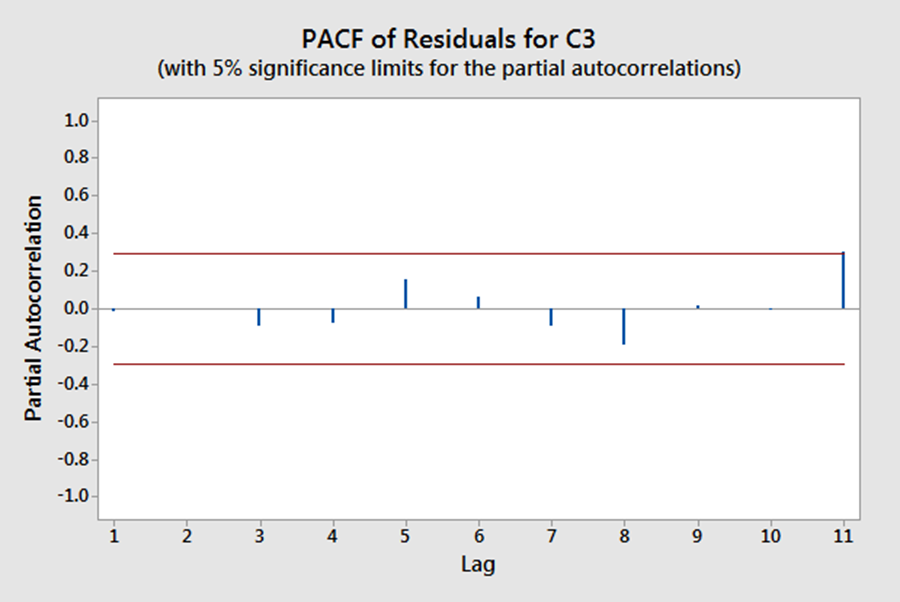 PACF of Residuals for C3
(with 5% significance limits for the partial autocorrelations)
Partial Autocorrelation
1.0
0.8
0.6
0.4
0.2
0.0
-0.2
-0.4
-0.6
-0.8
-1.0
1 2 3 4 5 6 7 8 9 10 11
Lag